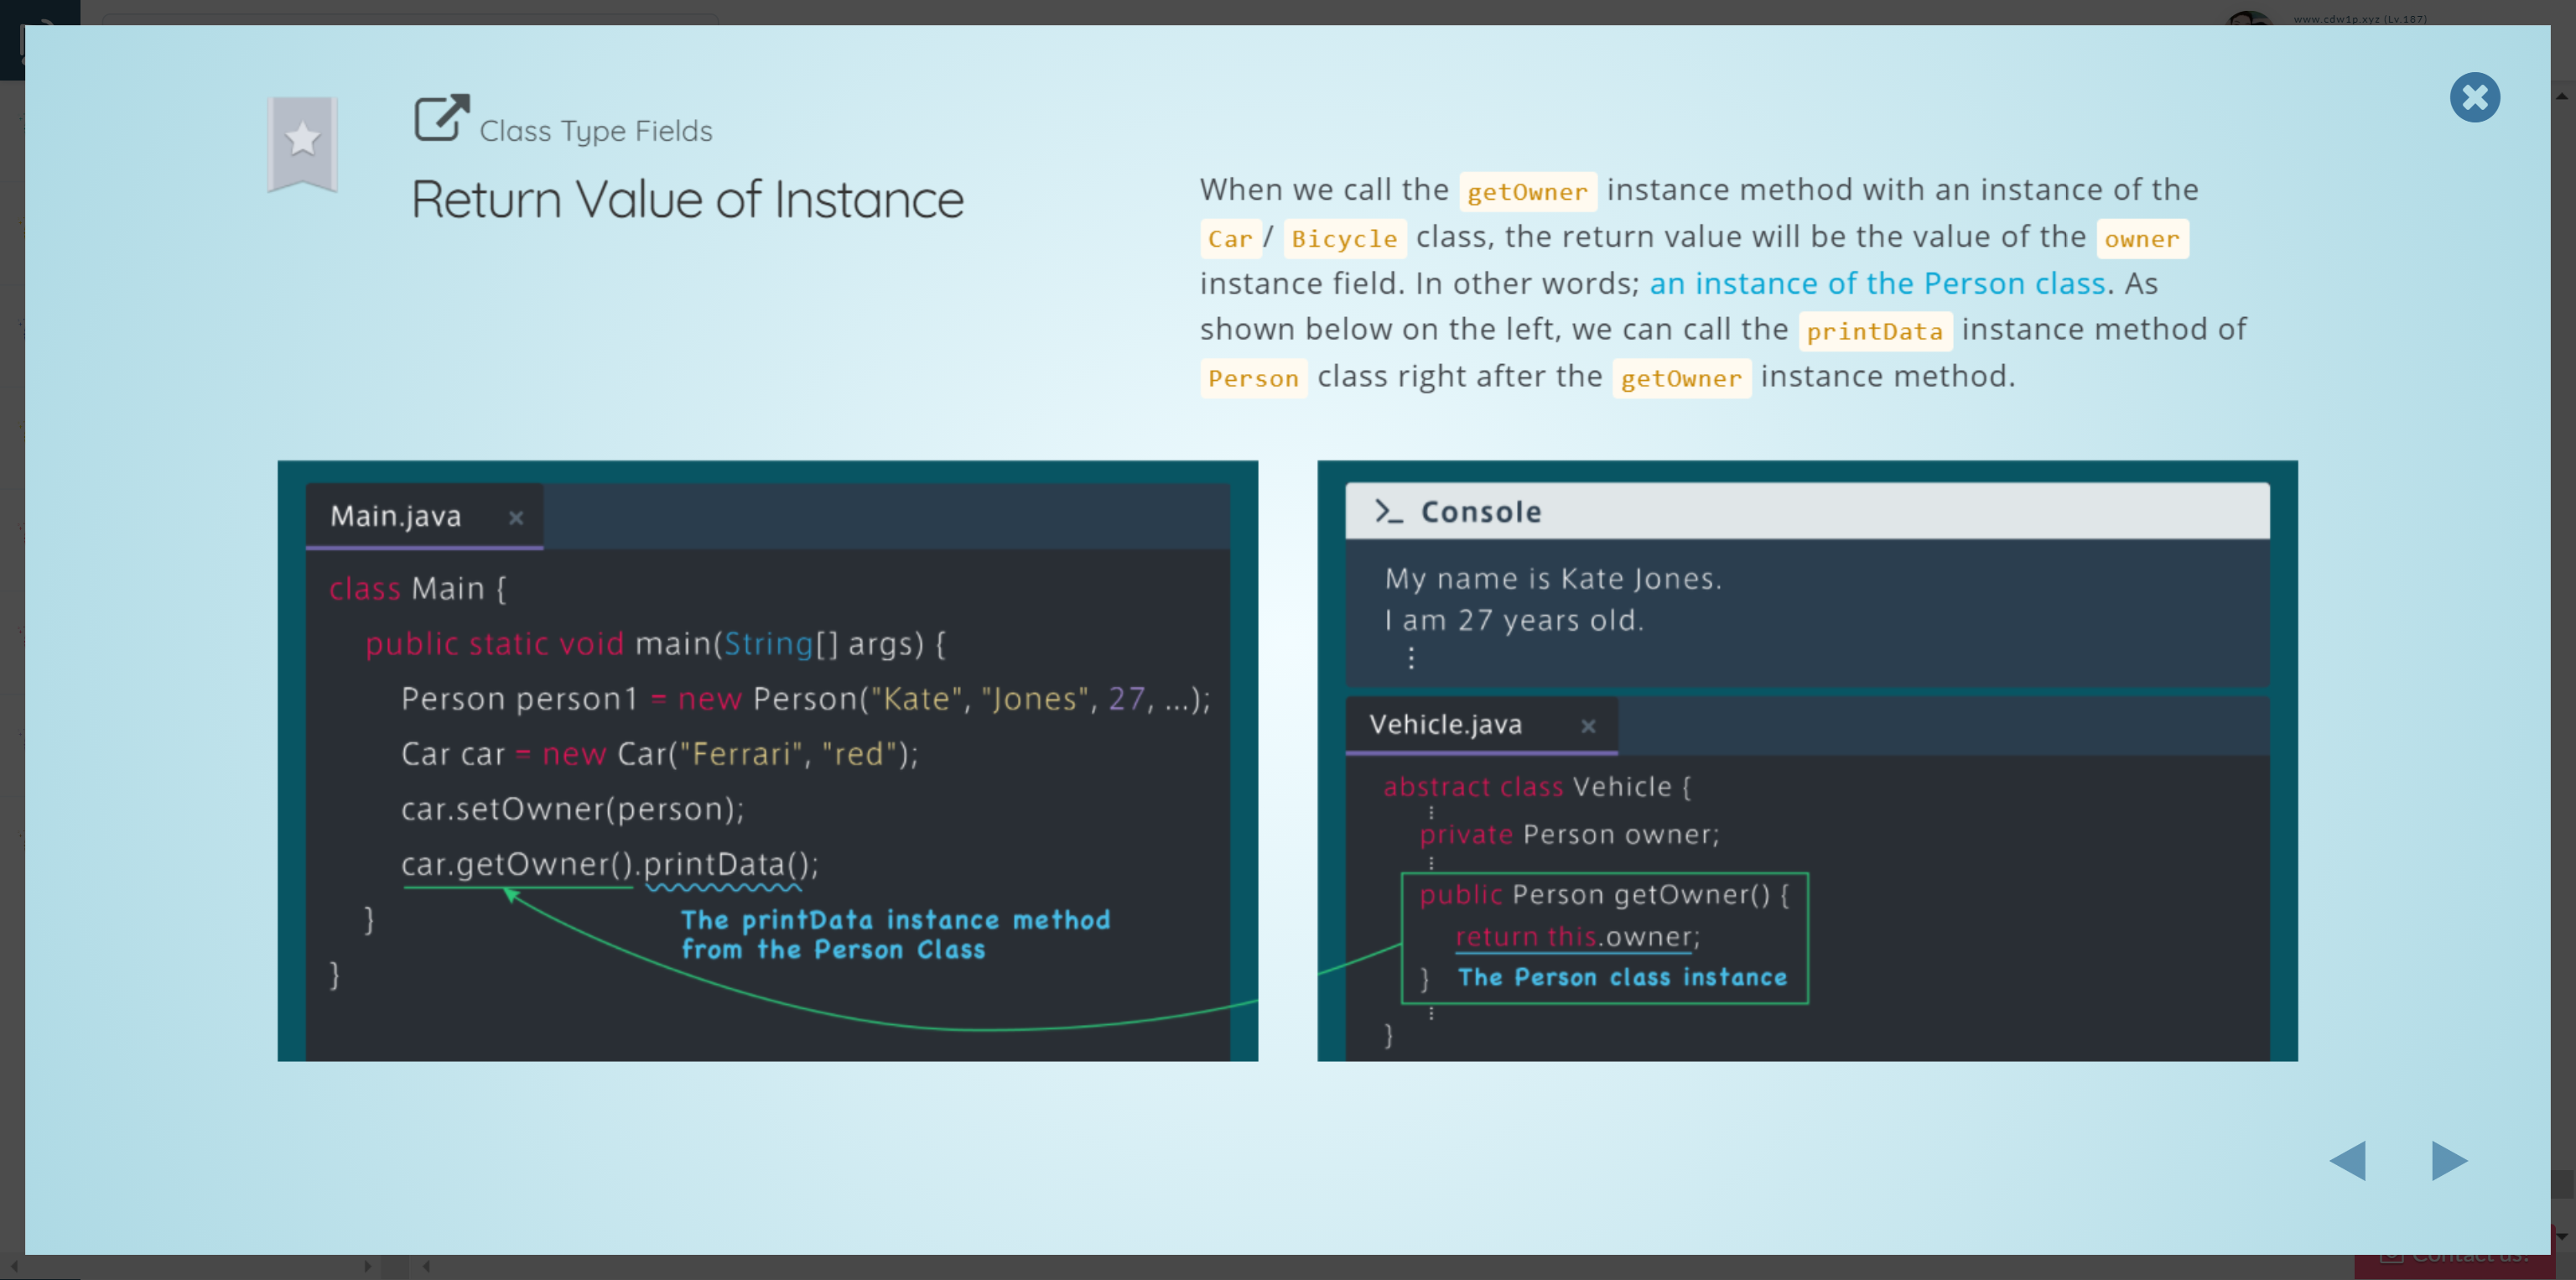 www.cdw1p.xyz (Lv.187)
Class Type Fields
Return Value of Instance
When we call the getOwner instance method with an instance of the
Car / Bicycle class, the return value will be the value of the owner
instance field. In other words; an instance of the Person class. As
shown below on the left, we can call the printData instance method of
Person class right after the getOwner instance method.
Main.java ×
class Main {
public static void main(String[] args) {
Person person1 = new Person("Kate", "Jones", 27, ...);
Car car = new Car("Ferrari", "red");
car.setOwner(person);
car.getOwner().printData();
The printData instance method
from the Person Class
}
}
>_ Console
My name is Kate Jones.
I am 27 years old.
⋮
Vehicle.java ×
abstract class Vehicle {
⋮
private Person owner;
⋮
public Person getOwner() {
return this.owner;
} The Person class instance
⋮
}
Contact us!